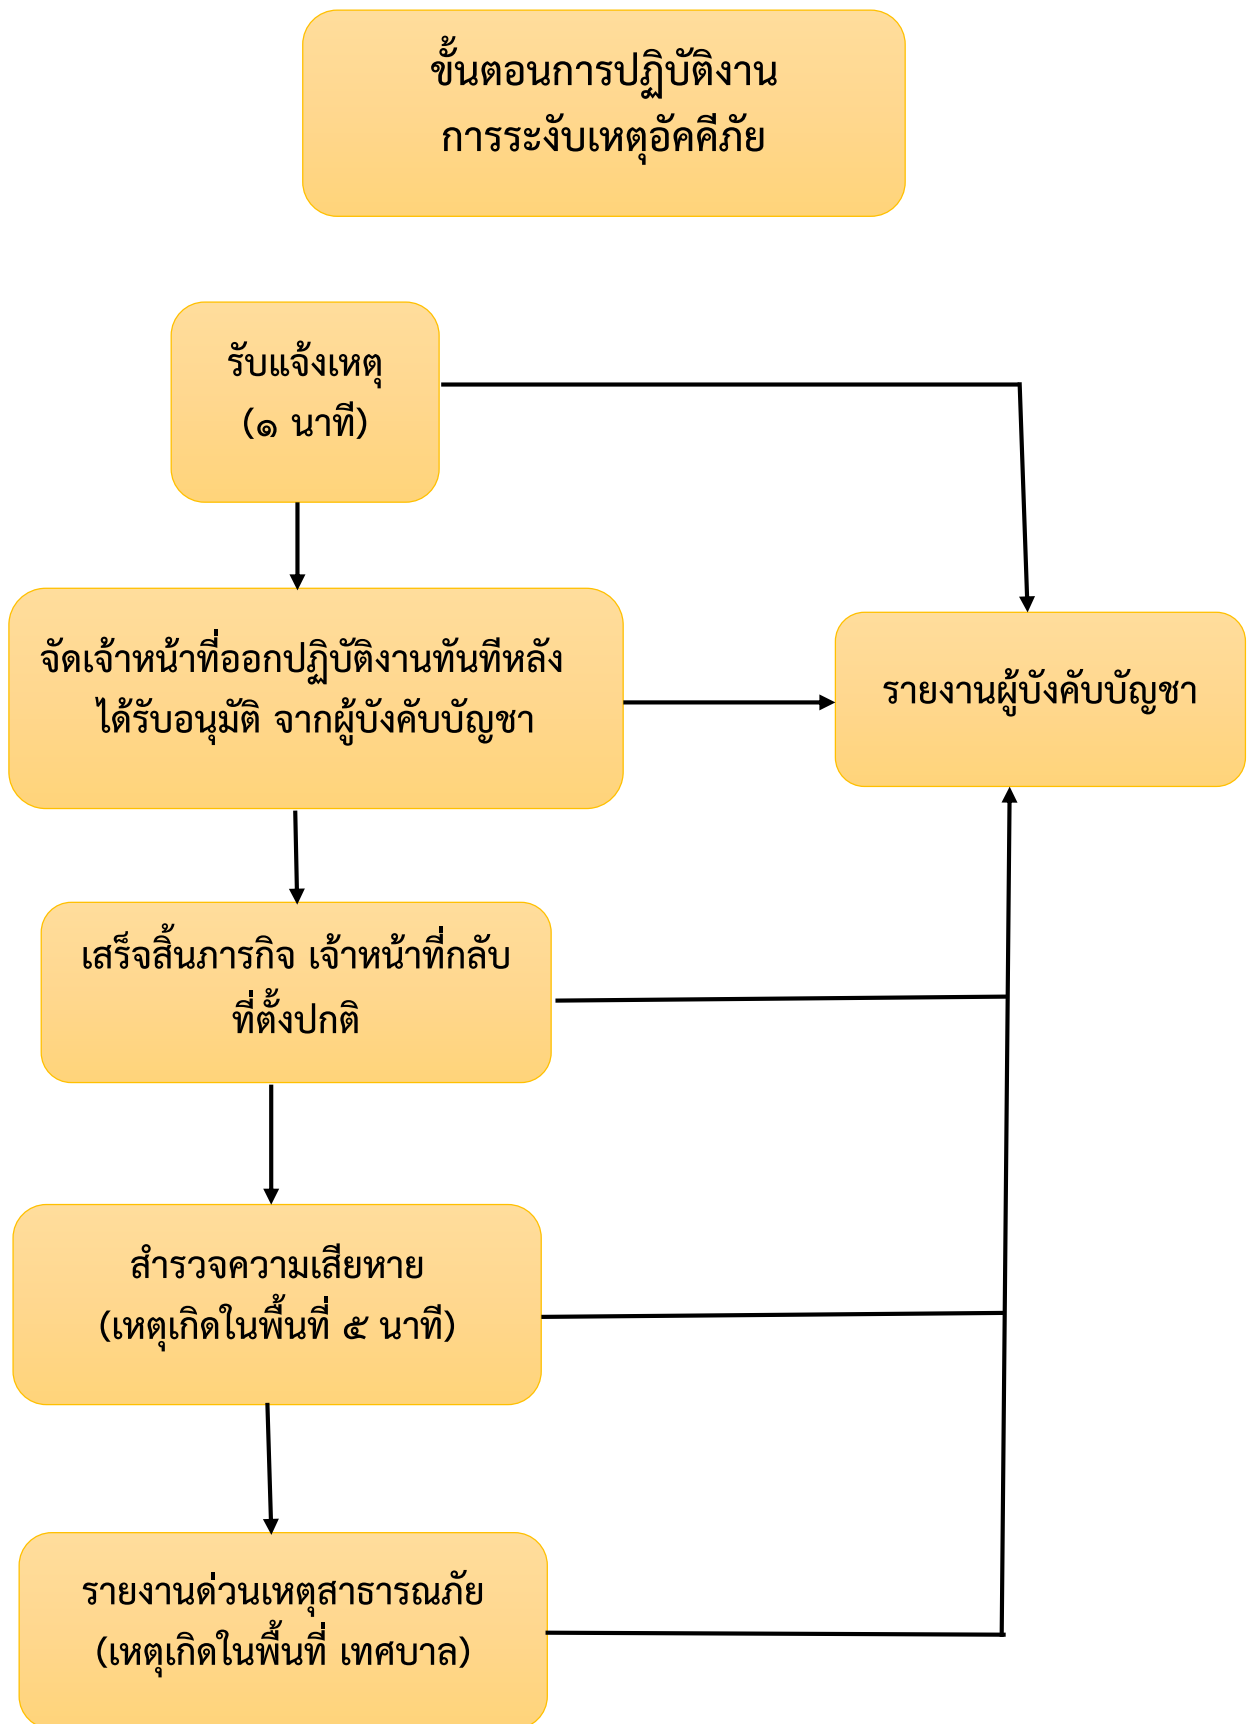 ขั้นตอนการปฏิบัติงาน
การระงับเหตุอัคคีภัย
รับแจ้งเหตุ
(๑ นาที)
จัดเจ้าหน้าที่ออกปฏิบัติงานทันทีหลัง
ได้รับอนุมัติ จากผู้บังคับบัญชา
รายงานผู้บังคับบัญชา
เสร็จสิ้นภารกิจ เจ้าหน้าที่กลับ
ที่ตั้งปกติ
สำรวจความเสียหาย
(เหตุเกิดในพื้นที่ ๕ นาที)
รายงานด่วนเหตุสาธารณภัย
(เหตุเกิดในพื้นที่ เทศบาล)